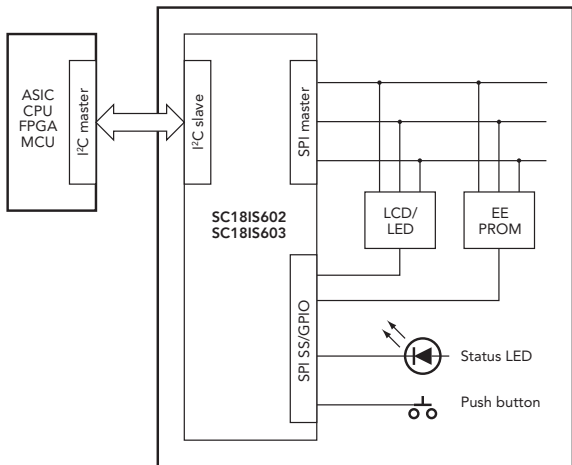 ASIC
CPU
FPGA
MCU
I²C master
I²C slave
SPI master
SC18IS602
SC18IS603
LCD/
LED
EE
PROM
SPI SS/GPIO
Status LED
Push button